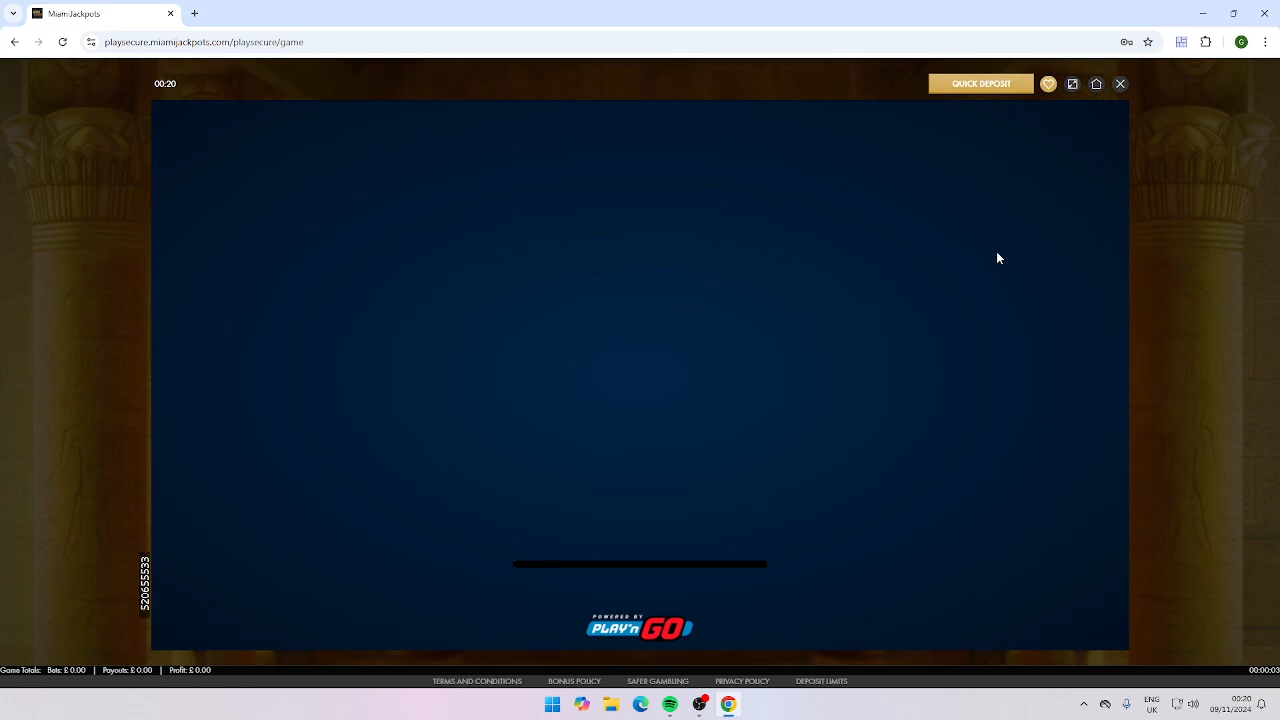 Miami Jackpots
playsecure.miamijackpots.com/playsecure/game
G
00:20
QUICK DEPOSIT
520655533
POWERED BY
PLAY'n GO
Game Totals: Bets: £ 0.00 | Payouts: £ 0.00 | Profit: £ 0.00
00:00:03
TERMS AND CONDITIONS BONUS POLICY SAFER GAMBLING PRIVACY POLICY DEPOSIT LIMITS
ENG
UK
00:20
09/11/2024